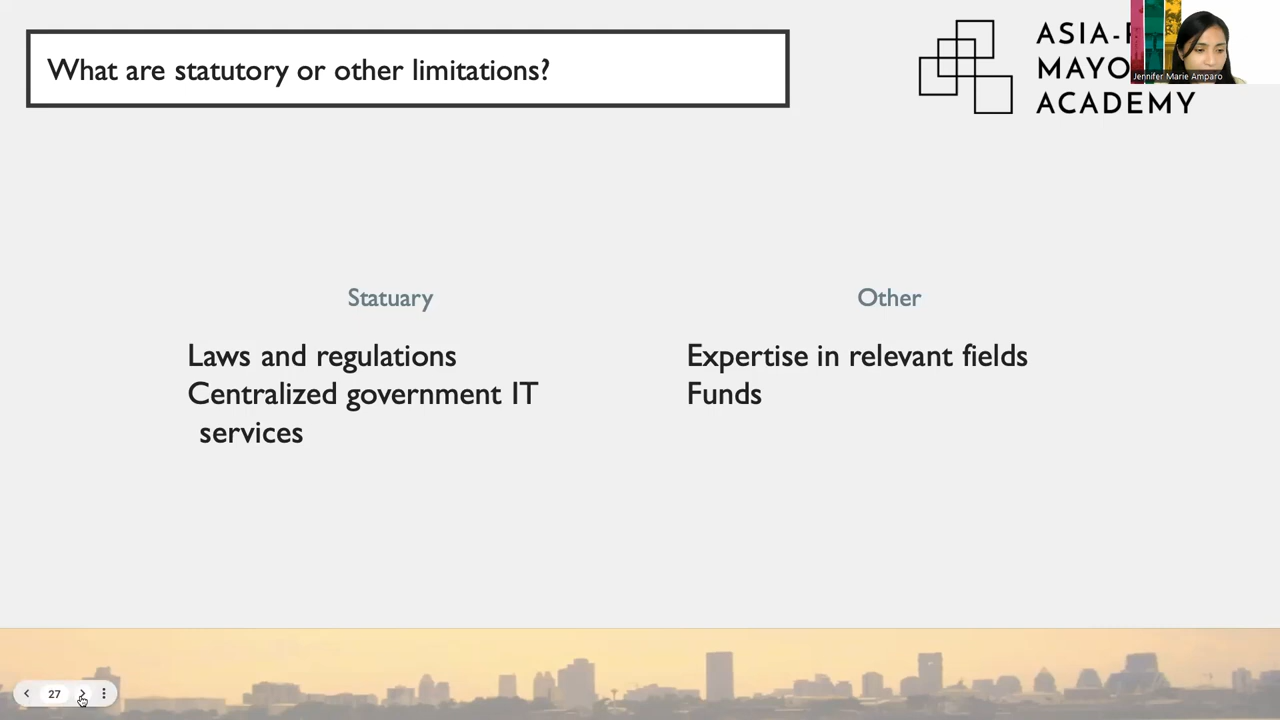 What are statutory or other limitations?
ASIA-
MAYO
ACADEMY
Jennifer Marie Amparo
Statuary
Laws and regulations
Centralized government IT
services
Other
Expertise in relevant fields
Funds
27